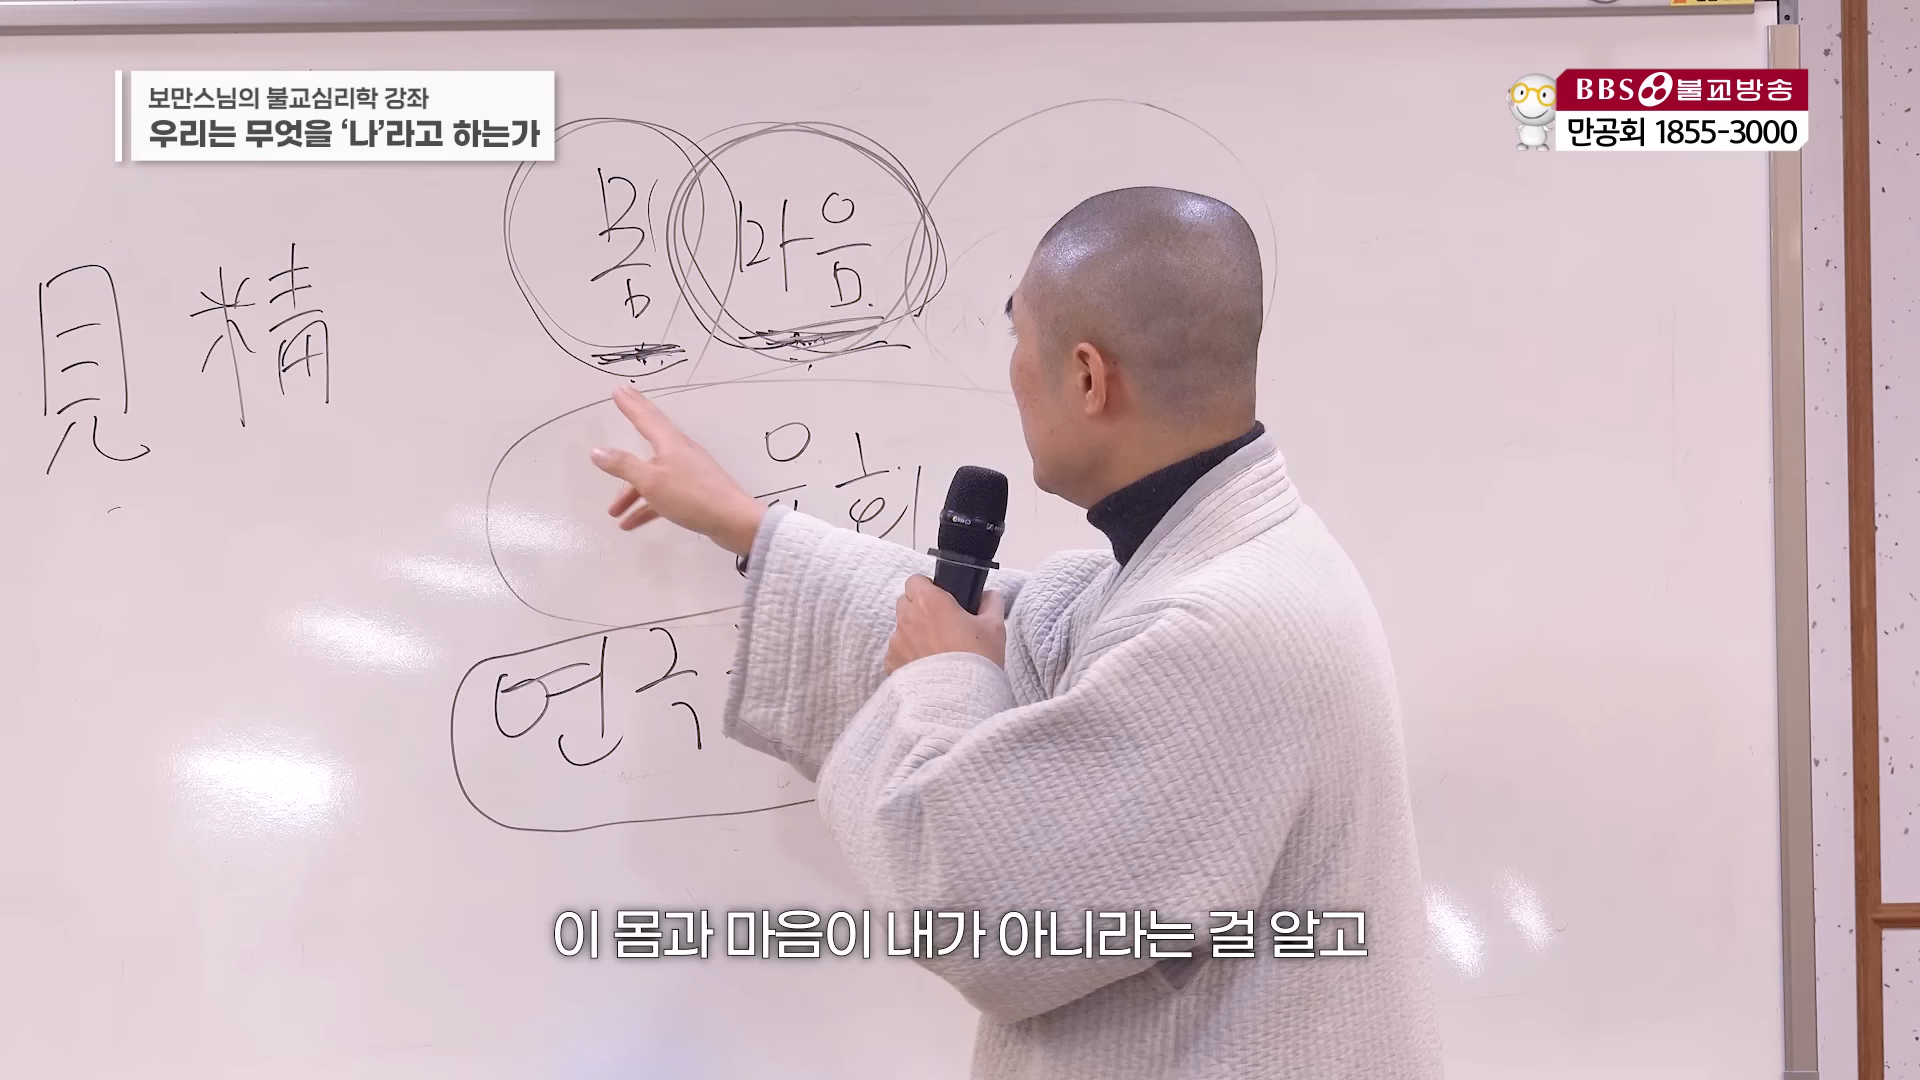 보만스님의 불교심리학 강좌
우리는 무엇을 ‘나’라고 하는가
BBS 불교방송
만공회 1855-3000
몸 마음
見 精
윤회
연극
이 몸과 마음이 내가 아니라는 걸 알고